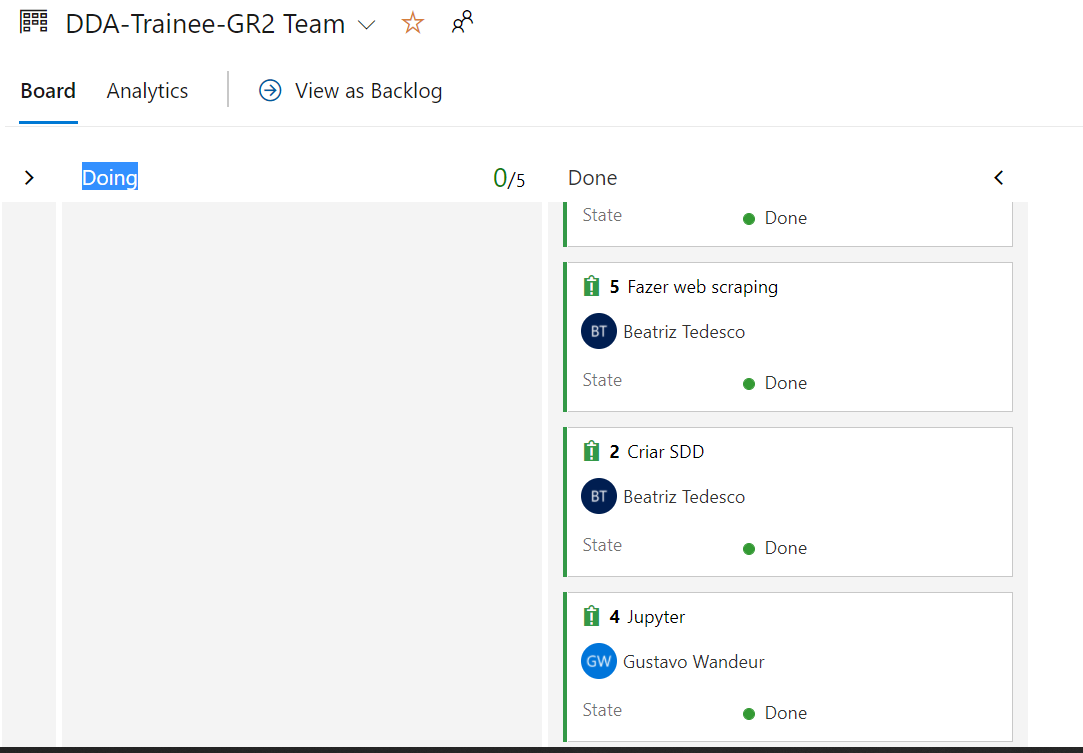 DDA-Trainee-GR2 Team
Board Analytics View as Backlog
Doing 0/5 Done
State Done
5 Fazer web scraping
BT Beatriz Tedesco
State Done
2 Criar SDD
BT Beatriz Tedesco
State Done
4 Jupyter
GW Gustavo Wandeur
State Done